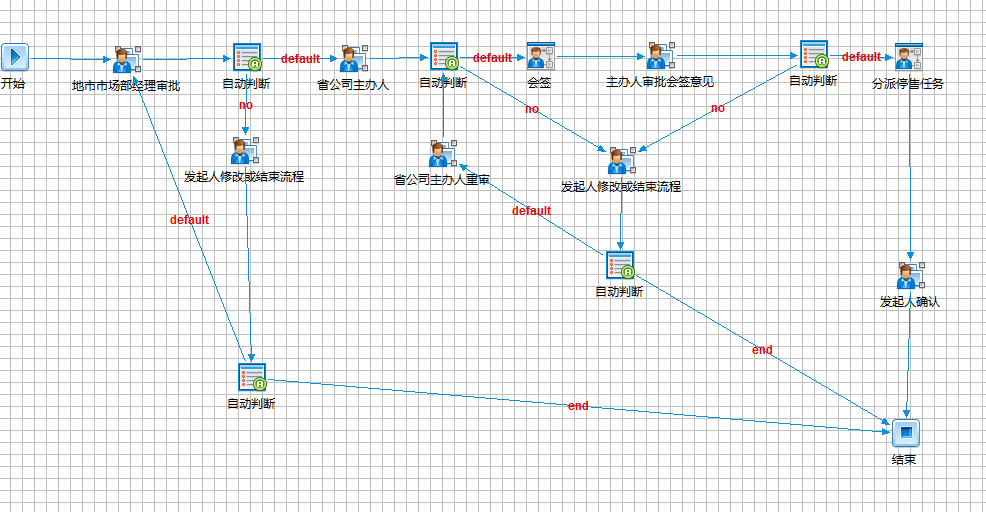 default
default
default
开始
地市市场部经理审批
自动判断
省公司主办人
自动判断
会签
主办人审批会签意见
自动判断
分派停售任务
no
no
no
发起人修改或结束流程
省公司主办人重审
发起人修改或结束流程
default
default
自动判断
发起人确认
end
自动判断
end
结束